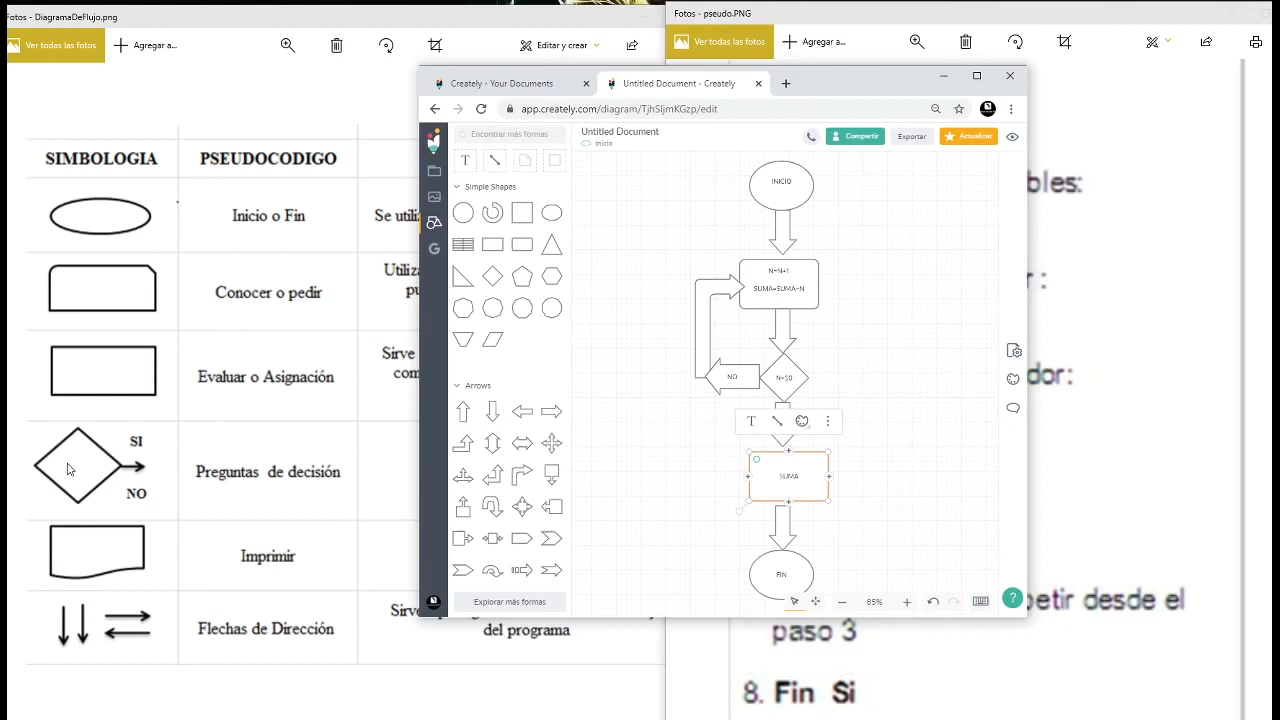 Fotos - DiagramaDeFlujo.png
Ver todas las fotos
Agregar a...
Editar y crear
SIMBOLOGIA
PSEUDOCODIGO
Inicio o Fin
Se utili
Conocer o pedir
Utiliza
pu
Evaluar o Asignación
Sirve
com
SI
NO
Preguntas de decisión
Imprimir
Flechas de Dirección
Sirve
del programa
Fotos - pseudo.PNG
Ver todas las fotos
Agregar a...
bles:
r :
dor:
petir desde el
paso 3
8. Fin Si
Creately - Your Documents
Untitled Document - Creately
app.creately.com/diagram/TjhSljmKGzp/edit
Encontrar más formas
Untitled Document
Inicio
Compartir
Exportar
Actualizar
T
Simple Shapes
G
Arrows
Explorar más formas
INICIO
N=N+1
SUMA=SUMA+N
NO
N=10
T
SUMA
FIN
85%
?